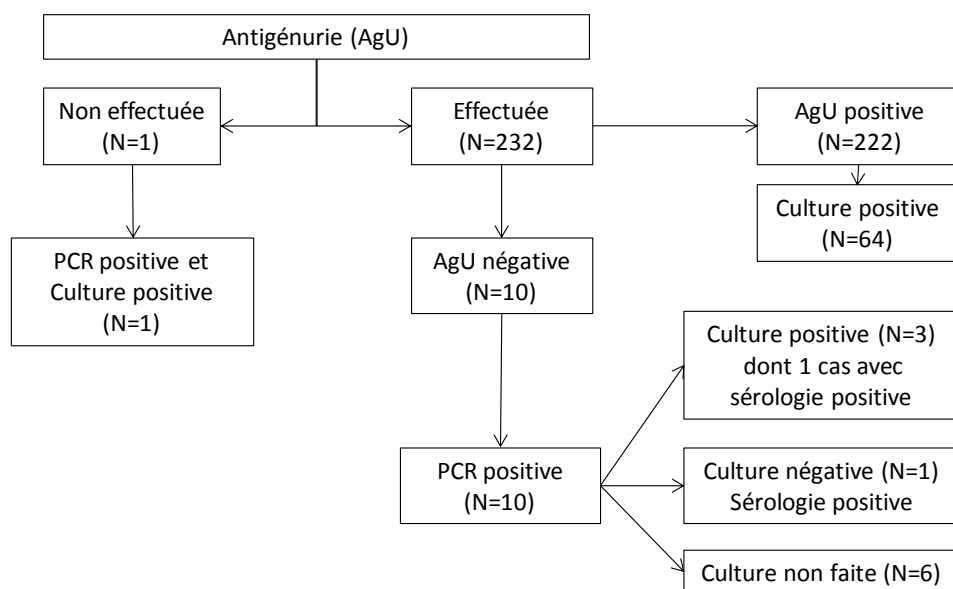 Antigénurie (AgU)
Non effectuée
(N=1)
Effectuée
(N=232)
AgU positive
(N=222)
Culture positive
(N=64)
PCR positive et
Culture positive
(N=1)
AgU négative
(N=10)
Culture positive (N=3)
dont 1 cas avec
sérologie positive
PCR positive
(N=10)
Culture négative (N=1)
Sérologie positive
Culture non faite (N=6)